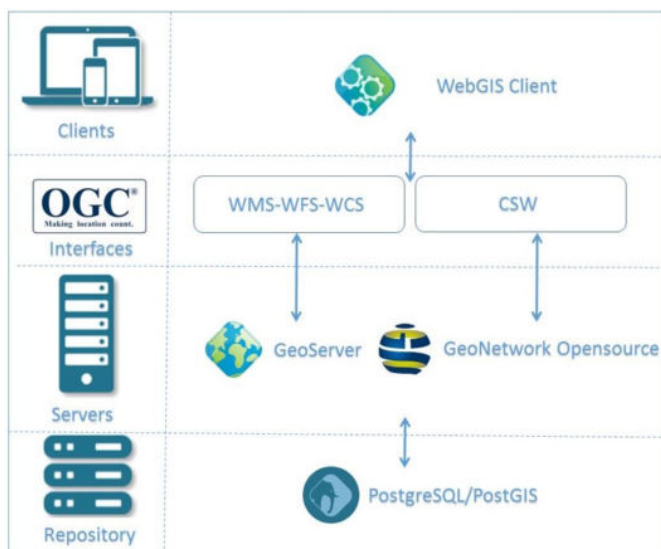 WebGIS Client
Clients
OGC®
Making location count.
WMS-WFS-WCS
CSW
Interfaces
GeoServer
GeoNetwork Opensource
Servers
PostgreSQL/PostGIS
Repository